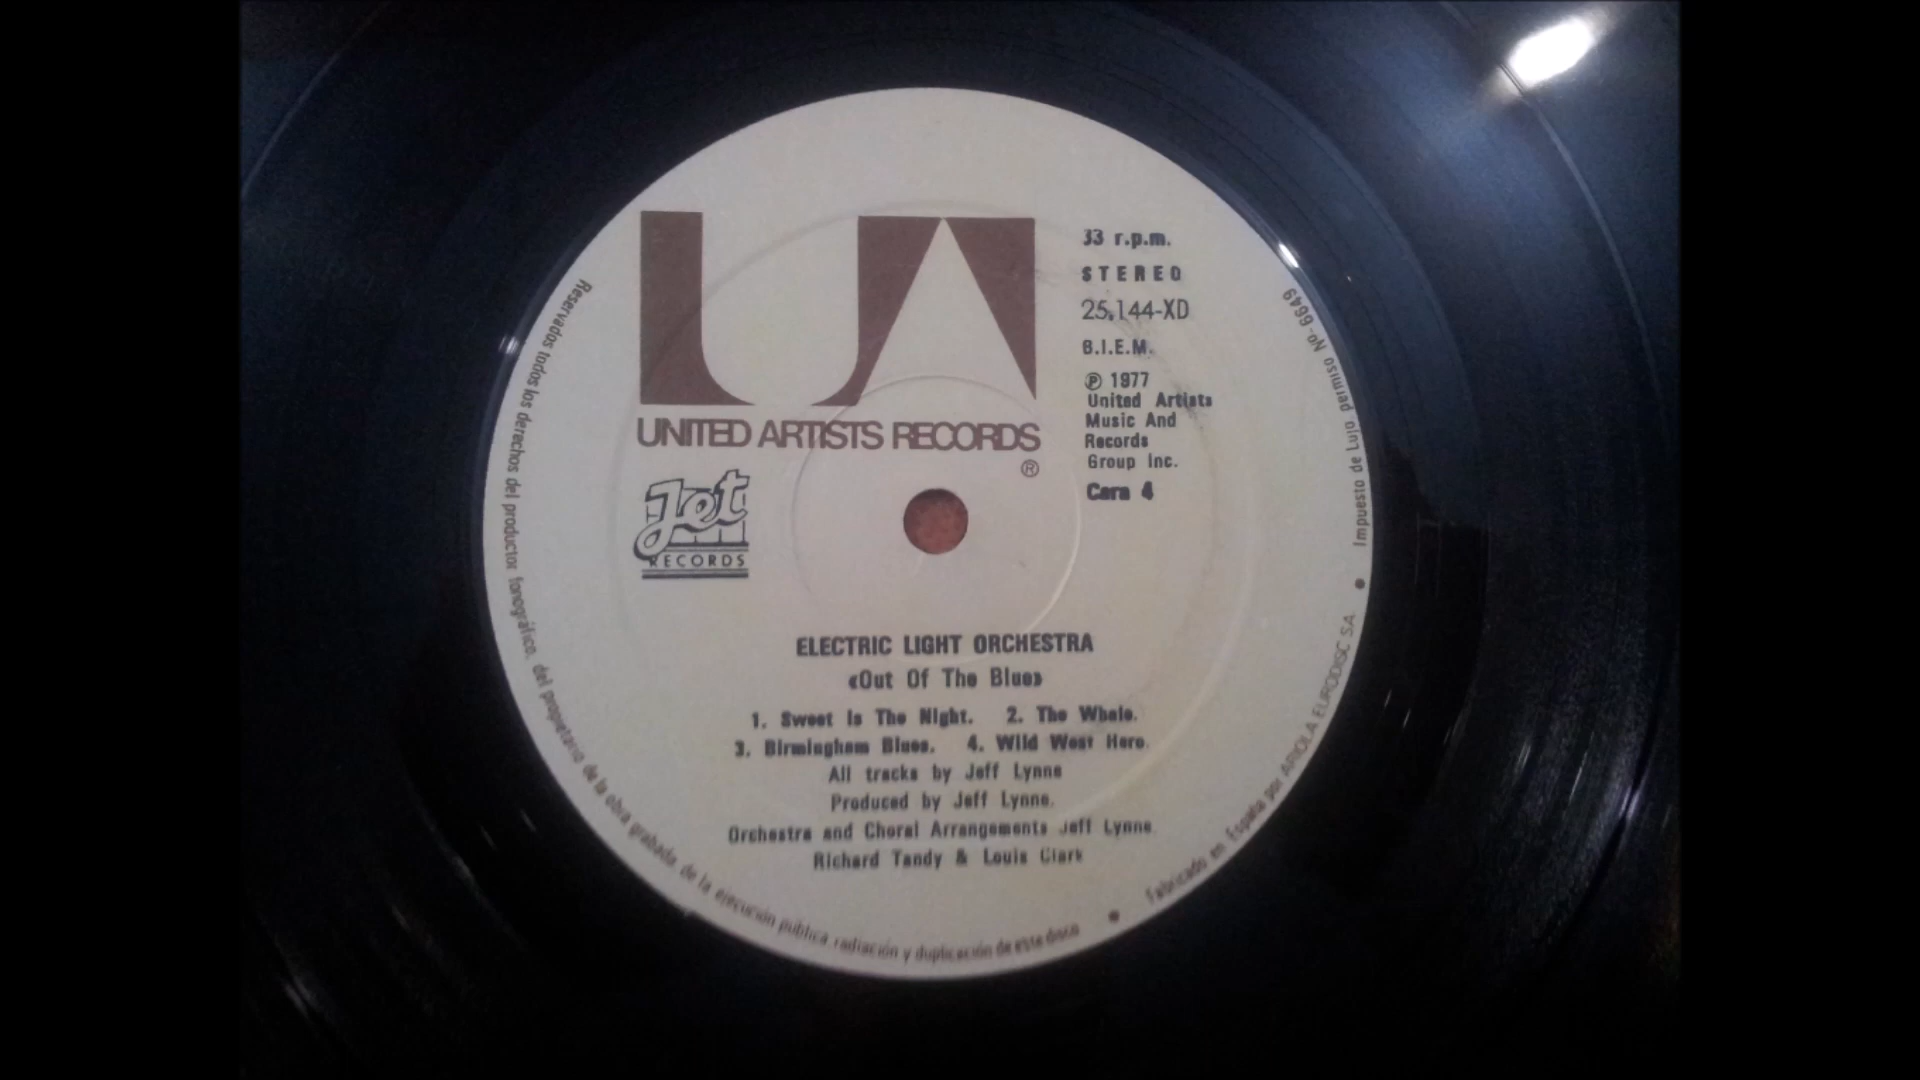 UA
UNITED ARTISTS RECORDS
®
Jet
RECORDS
33 r.p.m.
STEREO
25.144-XD
B.I.E.M.
℗ 1977
United Artists
Music And
Records
Group Inc.
Cara 4
ELECTRIC LIGHT ORCHESTRA
«Out Of The Blue»
1. Sweet Is The Night. 2. The Whale.
3. Birmingham Blues. 4. Wild West Hero.
All tracks by Jeff Lynne
Produced by Jeff Lynne.
Orchestra and Choral Arrangements Jeff Lynne
Richard Tandy & Louis Clark
Reservados todos los derechos del productor fonográfico, del propietario de la obra grabada, de la ejecución pública, radiación y duplicación de este disco
• Fabricado en España por ARIOLA EURODISC S.A. • Impuesto de Lujo, permiso Nº-6649